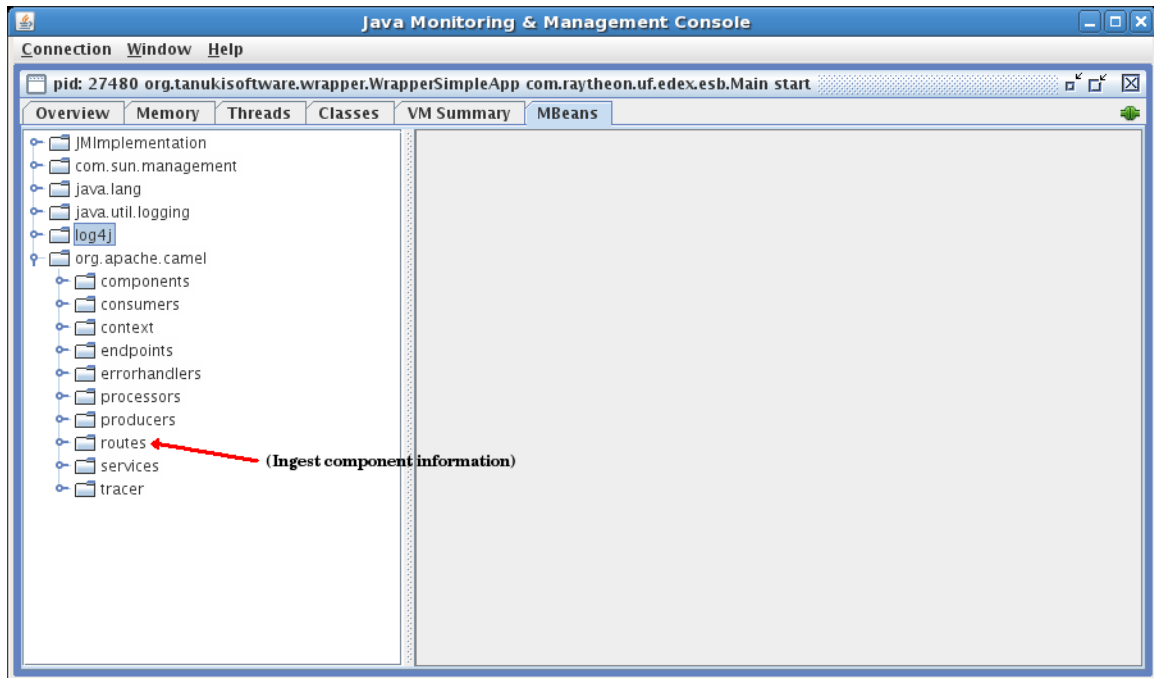 Java Monitoring & Management Console
Connection Window Help
pid: 27480 org.tanukisoftware.wrapper.WrapperSimpleApp com.raytheon.uf.edex.esb.Main start
Overview Memory Threads Classes VM Summary MBeans
JMImplementation
com.sun.management
java.lang
java.util.logging
log4j
org.apache.camel
components
consumers
context
endpoints
errorhandlers
processors
producers
routes
(Ingest component information)
services
tracer